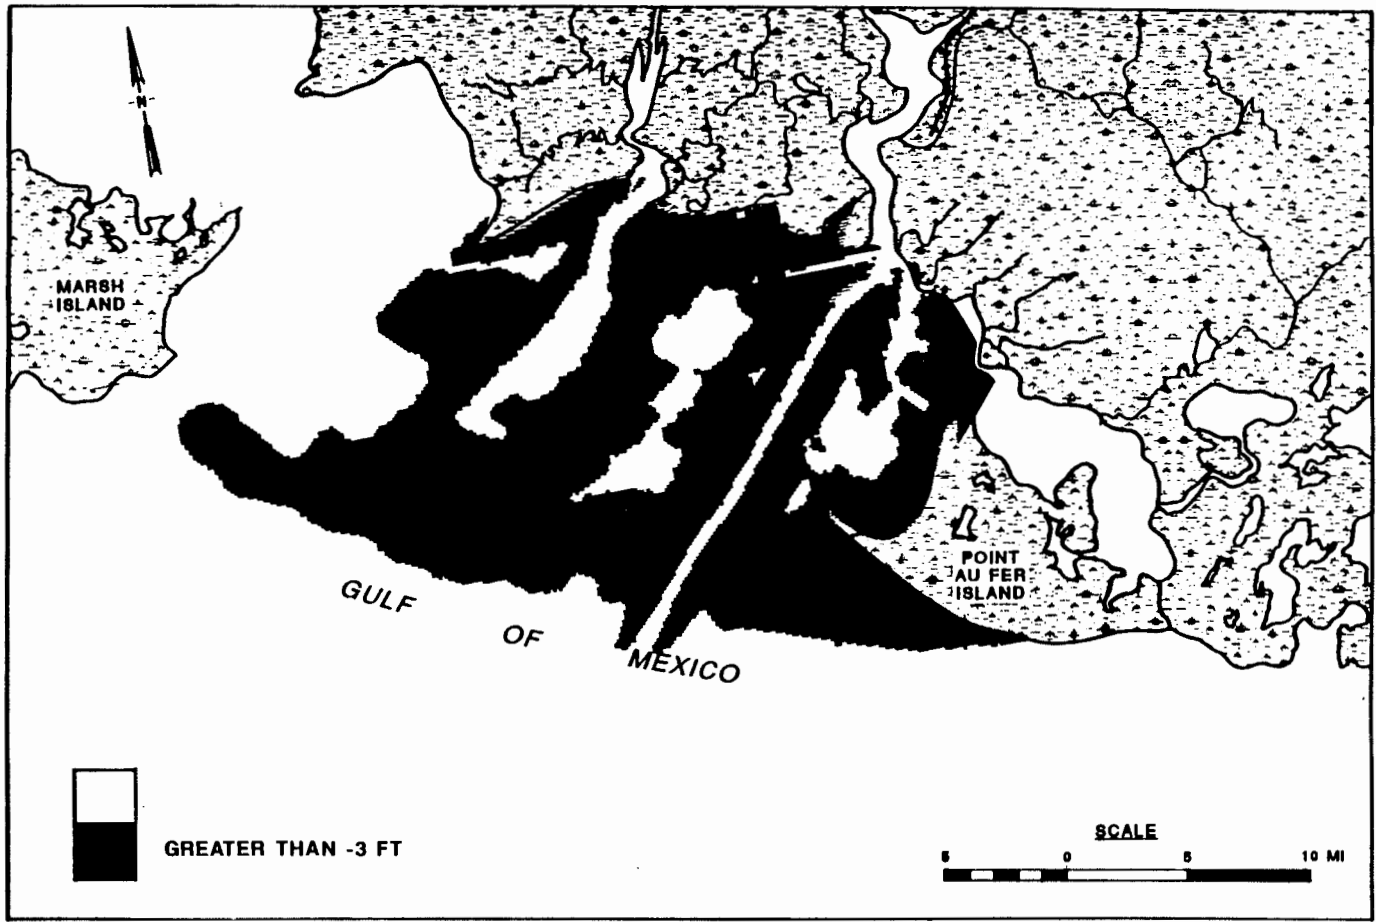 N
MARSH
ISLAND
POINT
AU FER
ISLAND
GULF OF MEXICO
GREATER THAN -3 FT
SCALE
5 0 5 10 MI